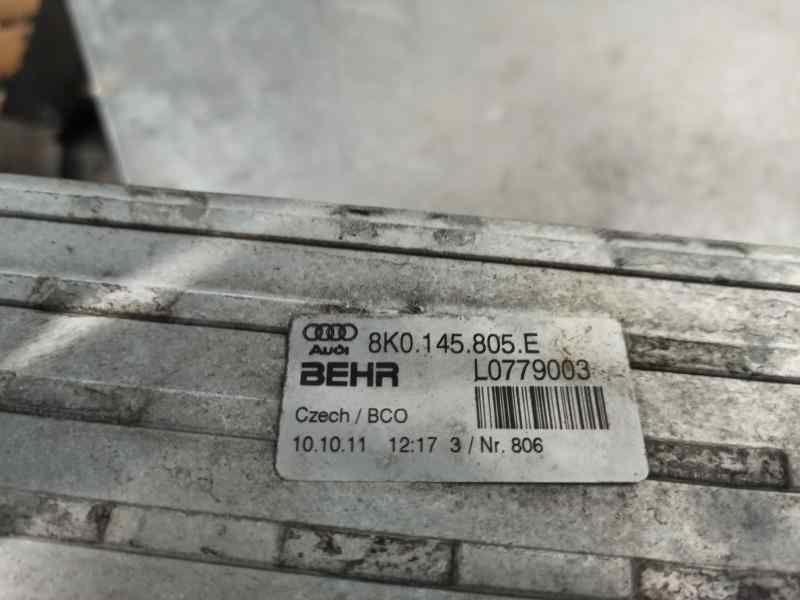 Audi 8K0.145.805.E
BEHR L0779003
Czech / BCO
10.10.11 12:17 3 / Nr. 806